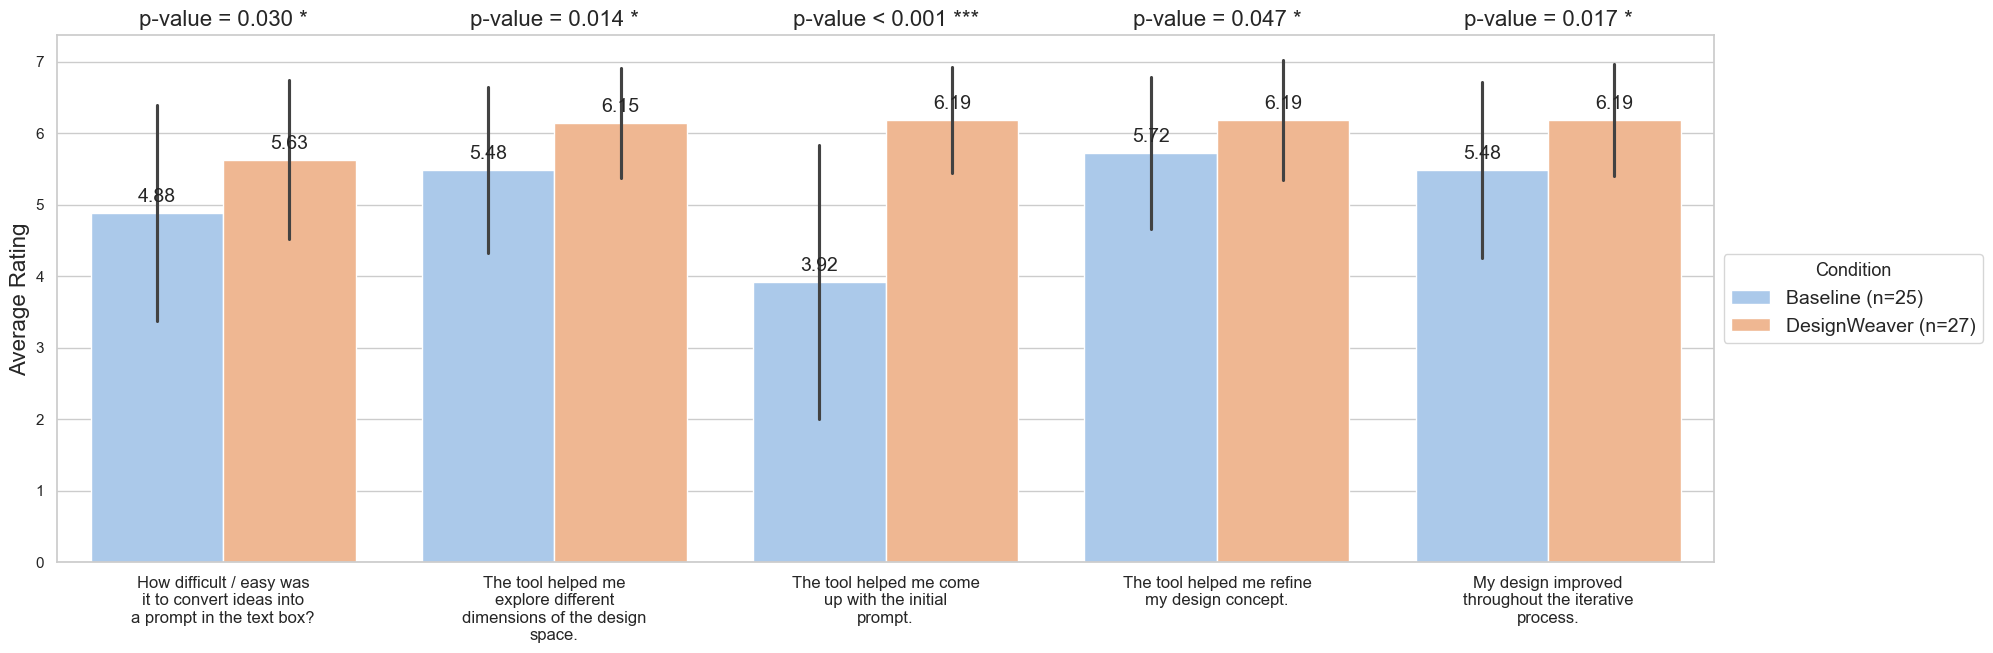 p-value = 0.030 *
p-value = 0.014 *
p-value < 0.001 ***
p-value = 0.047 *
p-value = 0.017 *
Average Rating
7
6
5
4
3
2
1
0
4.88
5.63
5.48
6.15
3.92
6.19
5.72
6.19
5.48
6.19
How difficult / easy was
it to convert ideas into
a prompt in the text box?
The tool helped me
explore different
dimensions of the design
space.
The tool helped me come
up with the initial
prompt.
The tool helped me refine
my design concept.
My design improved
throughout the iterative
process.
Condition
Baseline (n=25)
DesignWeaver (n=27)